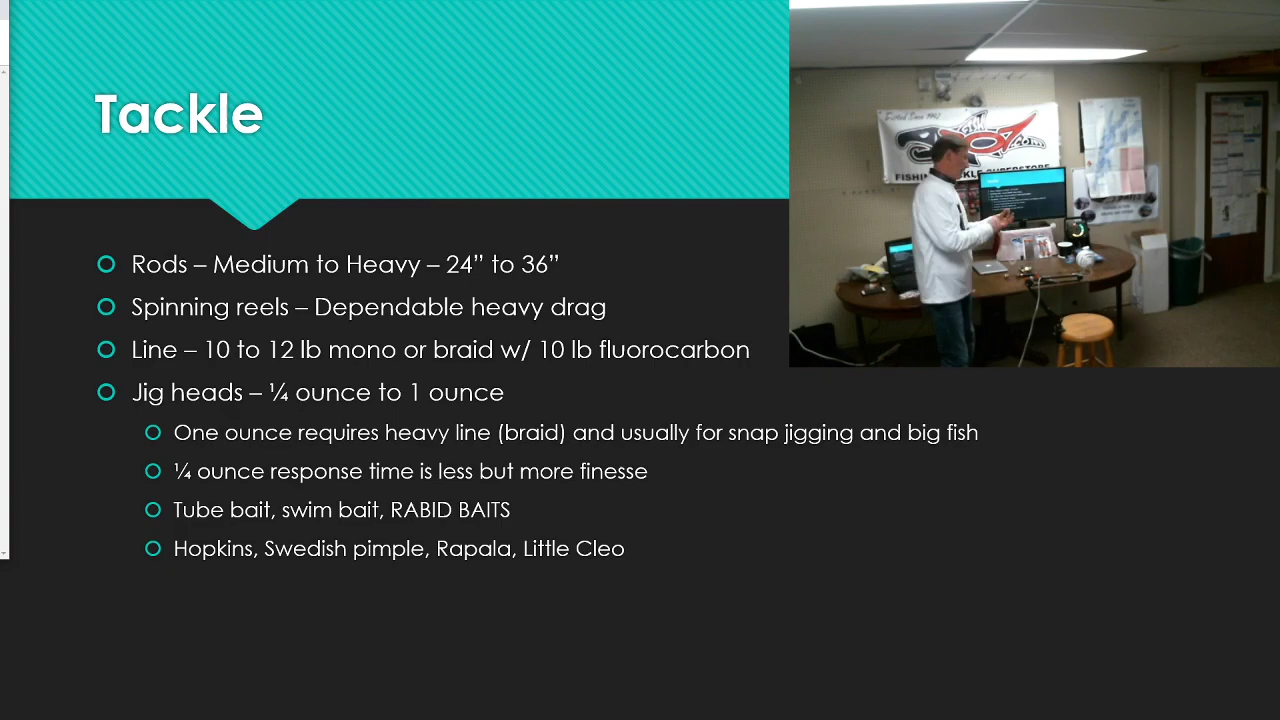 Tackle
Rods – Medium to Heavy – 24” to 36”
Spinning reels – Dependable heavy drag
Line – 10 to 12 lb mono or braid w/ 10 lb fluorocarbon
Jig heads – ¼ ounce to 1 ounce
One ounce requires heavy line (braid) and usually for snap jigging and big fish
¼ ounce response time is less but more finesse
Tube bait, swim bait, RABID BAITS
Hopkins, Swedish pimple, Rapala, Little Cleo
FISH
.com